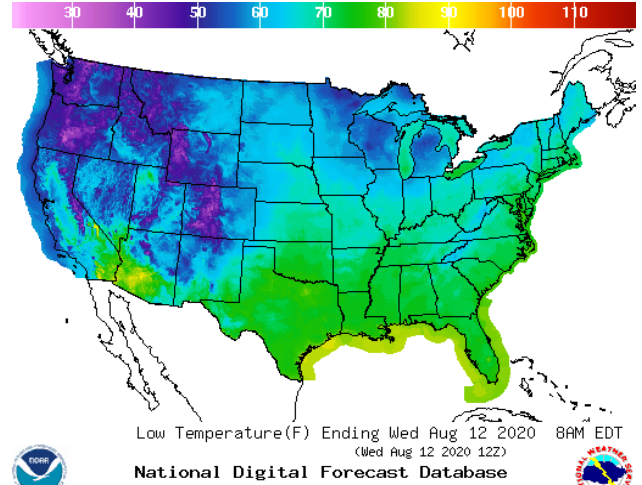 30 40 50 60 70 80 90 100 110
Low Temperature(F) Ending Wed Aug 12 2020 8AM EDT
(Wed Aug 12 2020 12Z)
National Digital Forecast Database
NOAA